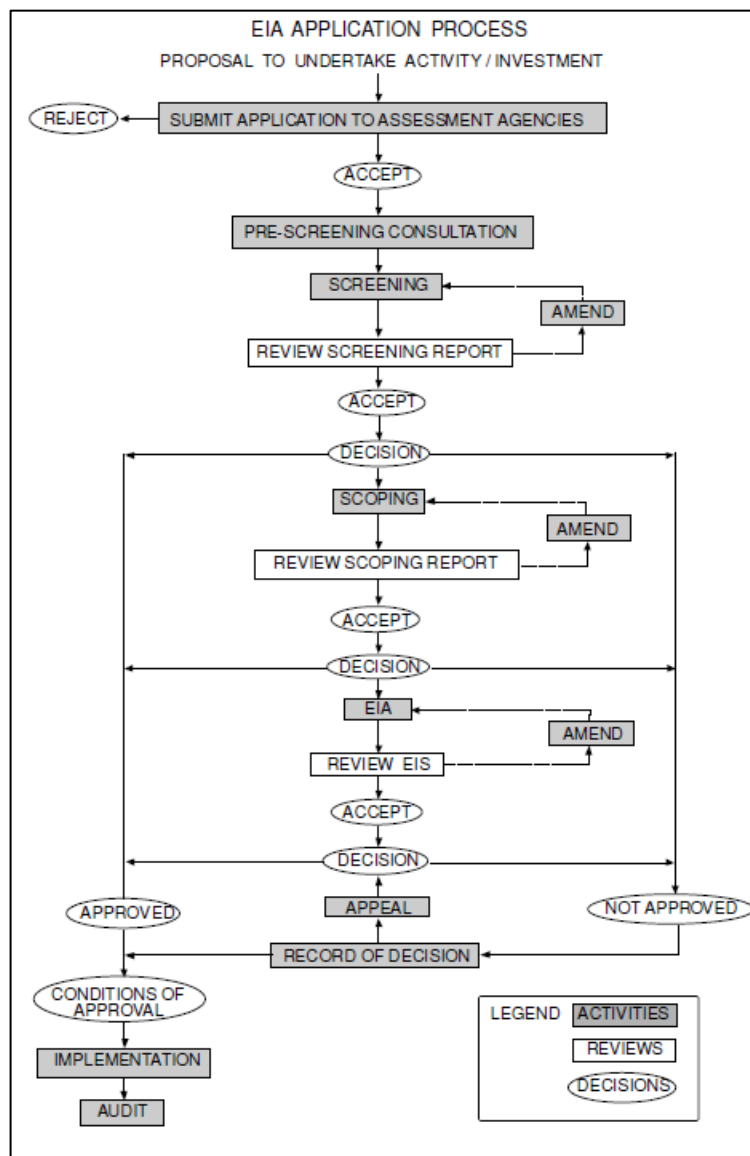 EIA APPLICATION PROCESS
PROPOSAL TO UNDERTAKE ACTIVITY / INVESTMENT
REJECT
SUBMIT APPLICATION TO ASSESSMENT AGENCIES
ACCEPT
PRE-SCREENING CONSULTATION
SCREENING
AMEND
REVIEW SCREENING REPORT
ACCEPT
DECISION
SCOPING
AMEND
REVIEW SCOPING REPORT
ACCEPT
DECISION
EIA
AMEND
REVIEW EIS
ACCEPT
DECISION
APPEAL
APPROVED
NOT APPROVED
RECORD OF DECISION
CONDITIONS OF
APPROVAL
IMPLEMENTATION
AUDIT
LEGEND
ACTIVITIES
REVIEWS
DECISIONS